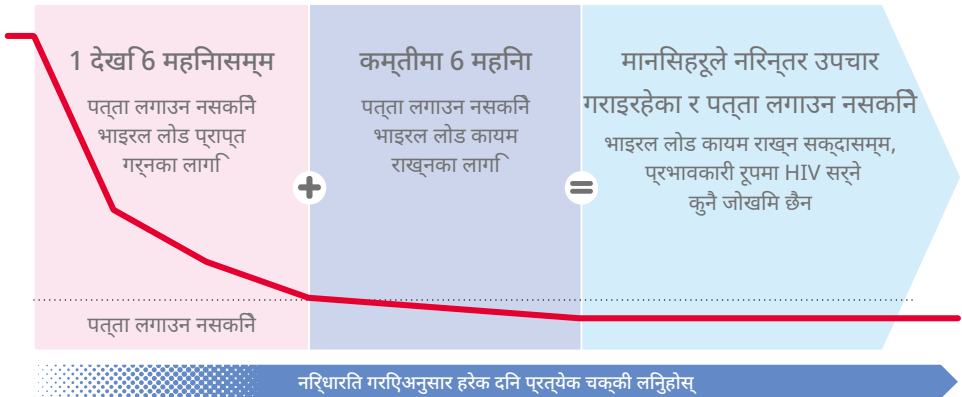 1 देखि 6 महिनासम्म
पत्ता लगाउन नसकिने
भाइरल लोड प्राप्त
गर्नका लागि
कम्तीमा 6 महिना
पत्ता लगाउन नसकिने
भाइरल लोड कायम
राख्नका लागि
मानिसहरूले निरन्तर उपचार
गराइरहेका र पत्ता लगाउन नसकिने
भाइरल लोड कायम राख्न सक्दासम्म,
प्रभावकारी रूपमा HIV सर्ने
कुनै जोखिम छैन
पत्ता लगाउन नसकिने
निर्धारित गरिएअनुसार हरेक दिन प्रत्येक चक्की लिनुहोस्